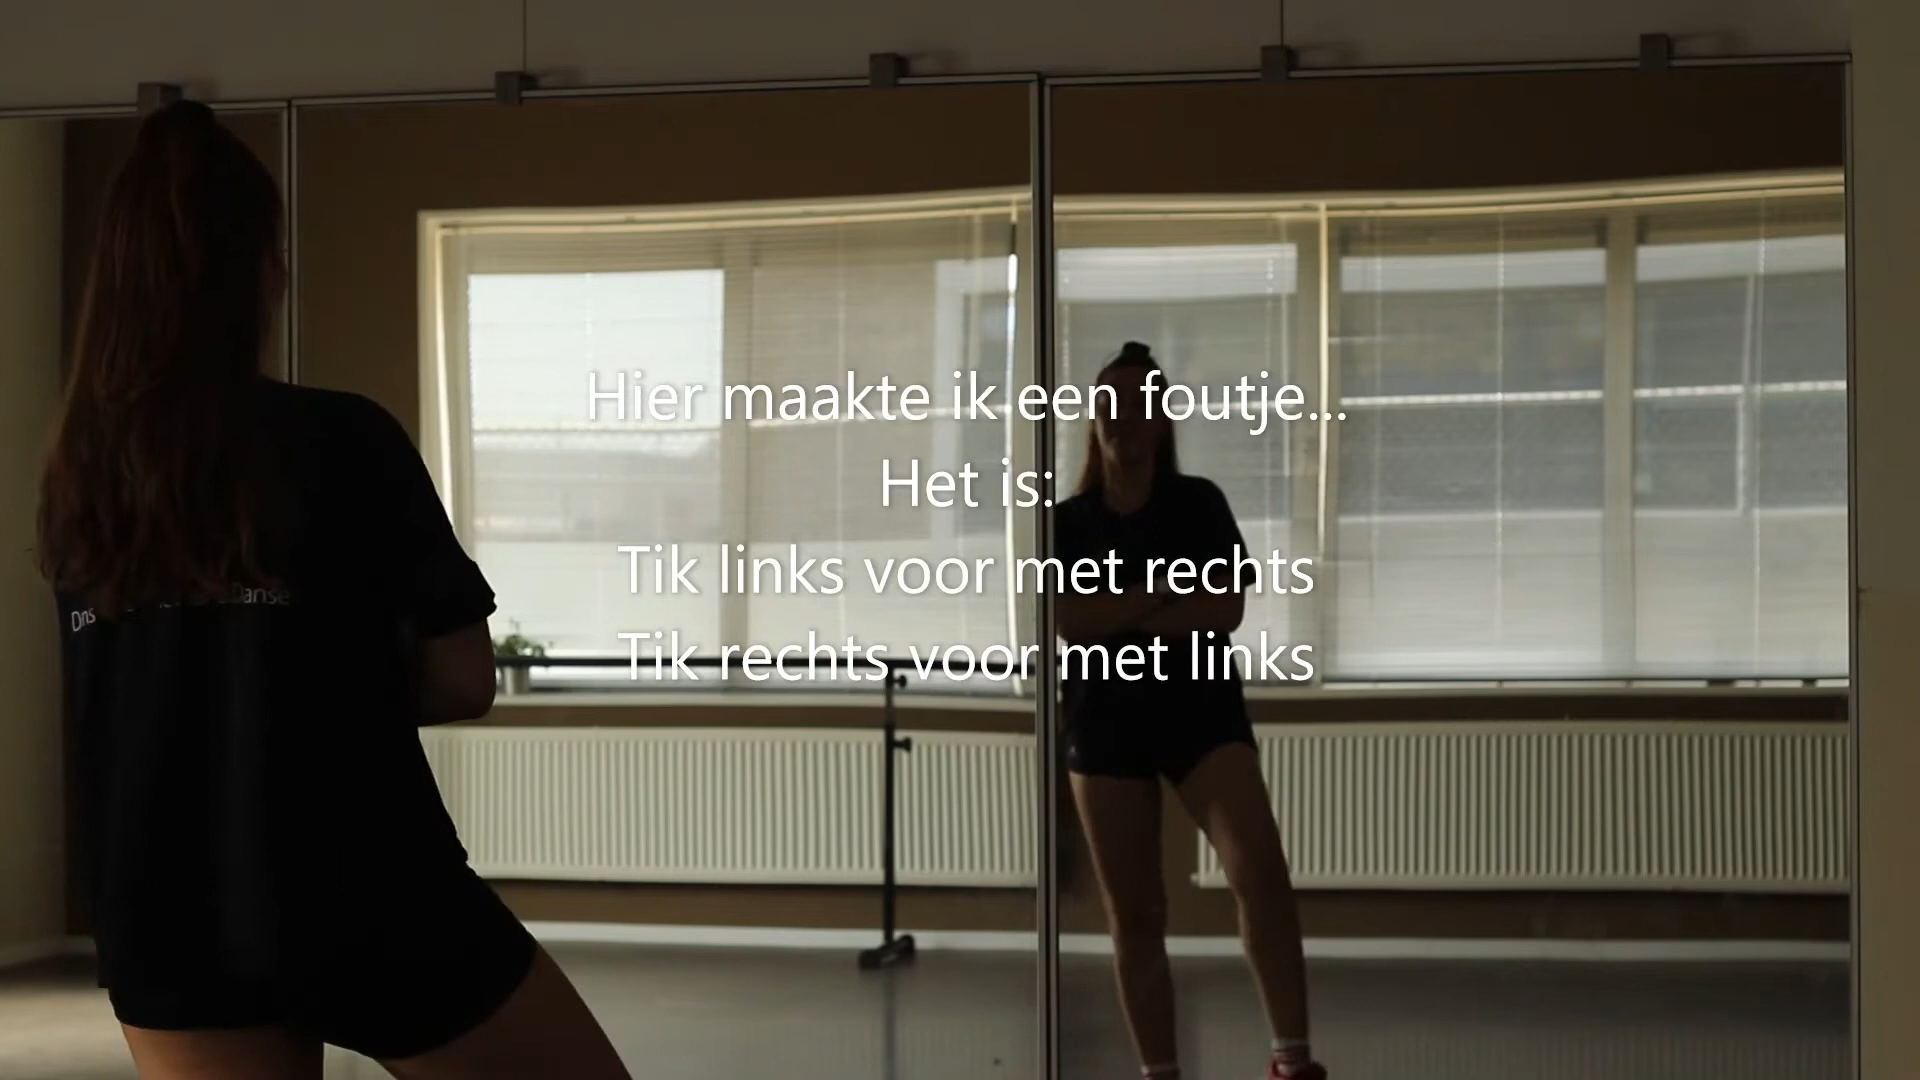 Hier maakte ik een foutje...
Het is:
Tik links voor met rechts
Tik rechts voor met links